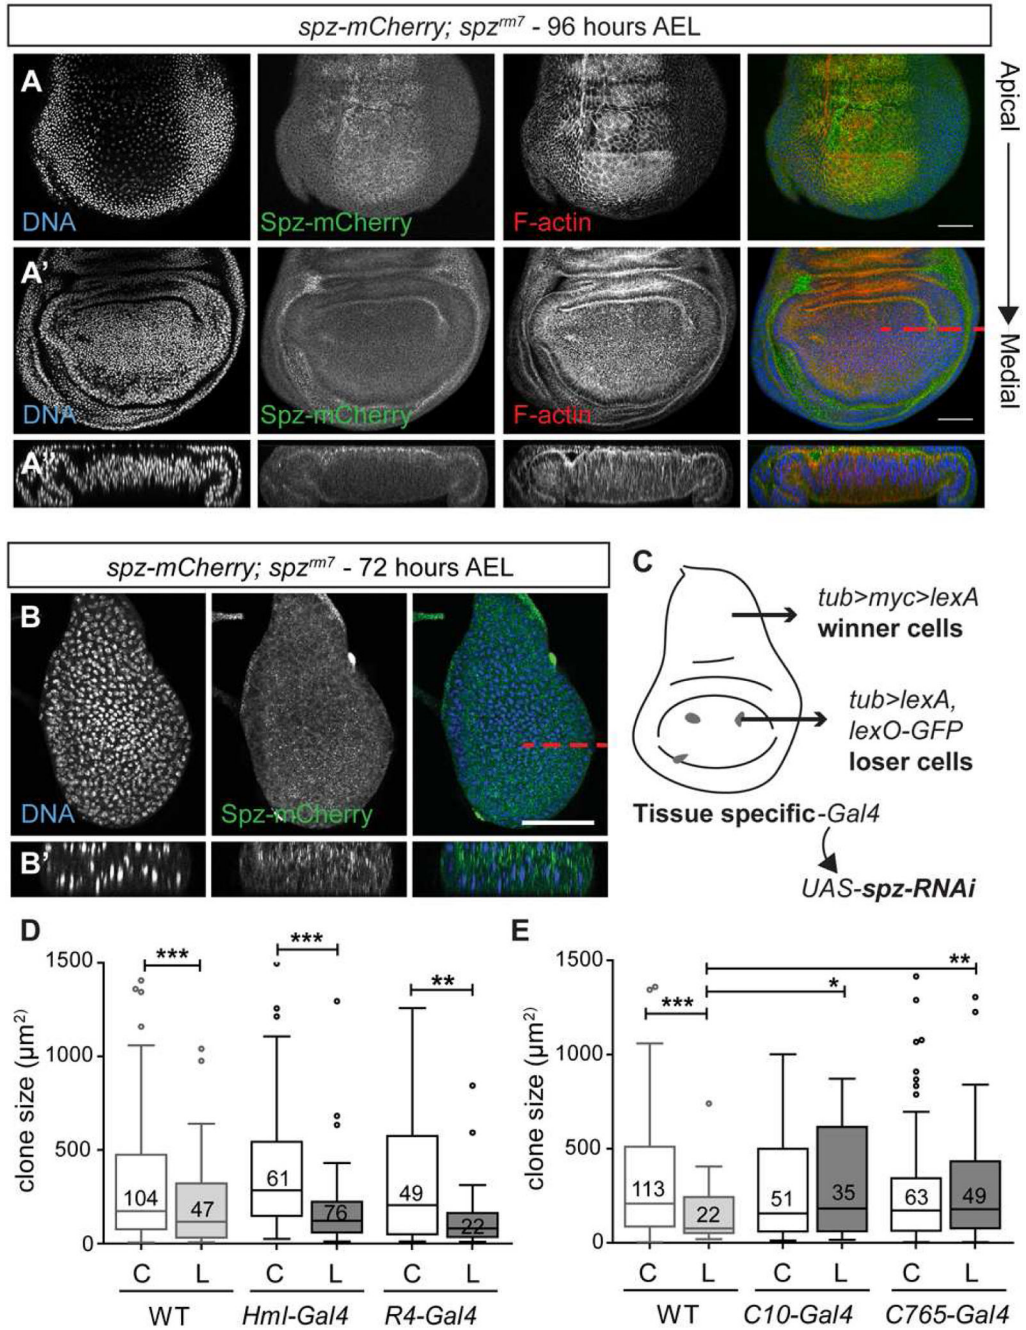 spz-mCherry; spz^rm7 - 96 hours AEL
A
DNA
Spz-mCherry
F-actin
Apical
A'
DNA
Spz-mCherry
F-actin
Medial
A"
spz-mCherry; spz^rm7 - 72 hours AEL
B
DNA
Spz-mCherry
B'
C
tub>myc>lexA
winner cells
tub>lexA,
lexO-GFP
loser cells
Tissue specific-Gal4
UAS-spz-RNAi
D
clone size (µm²)
1500
1000
500
0
*** *** **
104 47 61 76 49 22
C L C L C L
WT Hml-Gal4 R4-Gal4
E
clone size (µm²)
1500
1000
500
0
**
*
***
113 22 51 35 63 49
C L C L C L
WT C10-Gal4 C765-Gal4